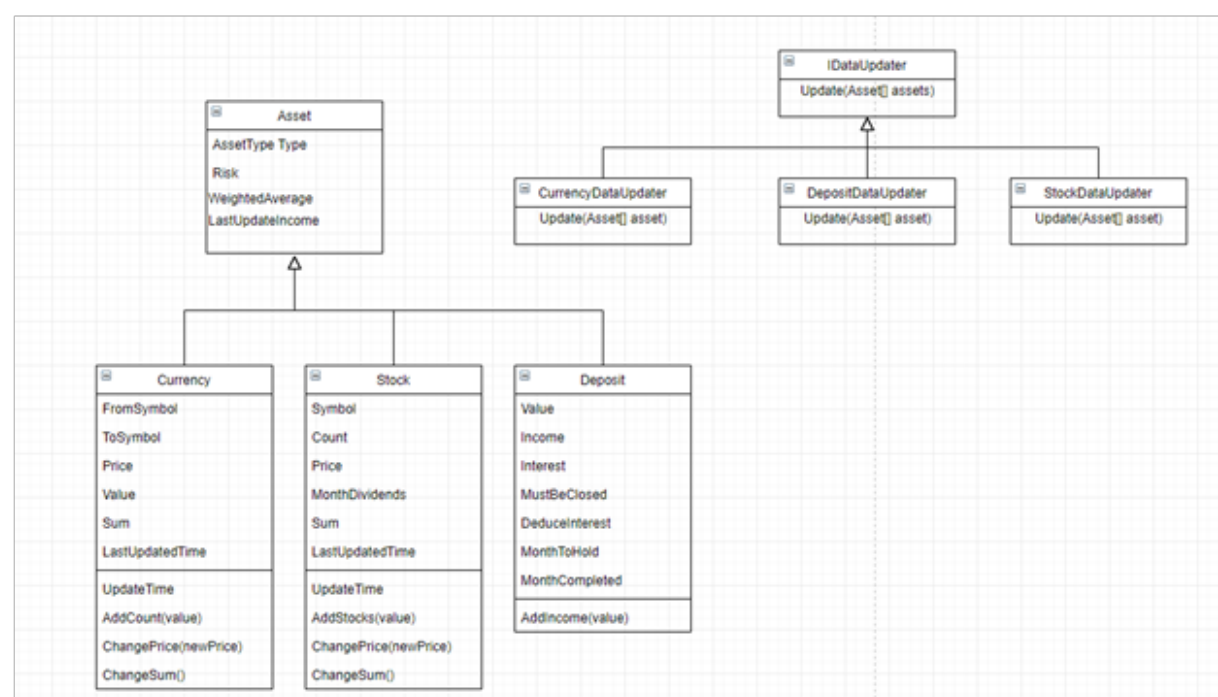 IDataUpdater
Update(Asset[] assets)
Asset
AssetType Type
Risk
WeightedAverage
LastUpdateIncome
CurrencyDataUpdater
Update(Asset[] asset)
DepositDataUpdater
Update(Asset[] asset)
StockDataUpdater
Update(Asset[] asset)
Currency
FromSymbol
ToSymbol
Price
Value
Sum
LastUpdatedTime
UpdateTime
AddCount(value)
ChangePrice(newPrice)
ChangeSum()
Stock
Symbol
Count
Price
MonthDividends
Sum
LastUpdatedTime
UpdateTime
AddStocks(value)
ChangePrice(newPrice)
ChangeSum()
Deposit
Value
Income
Interest
MustBeClosed
DeduceInterest
MonthToHold
MonthCompleted
AddIncome(value)